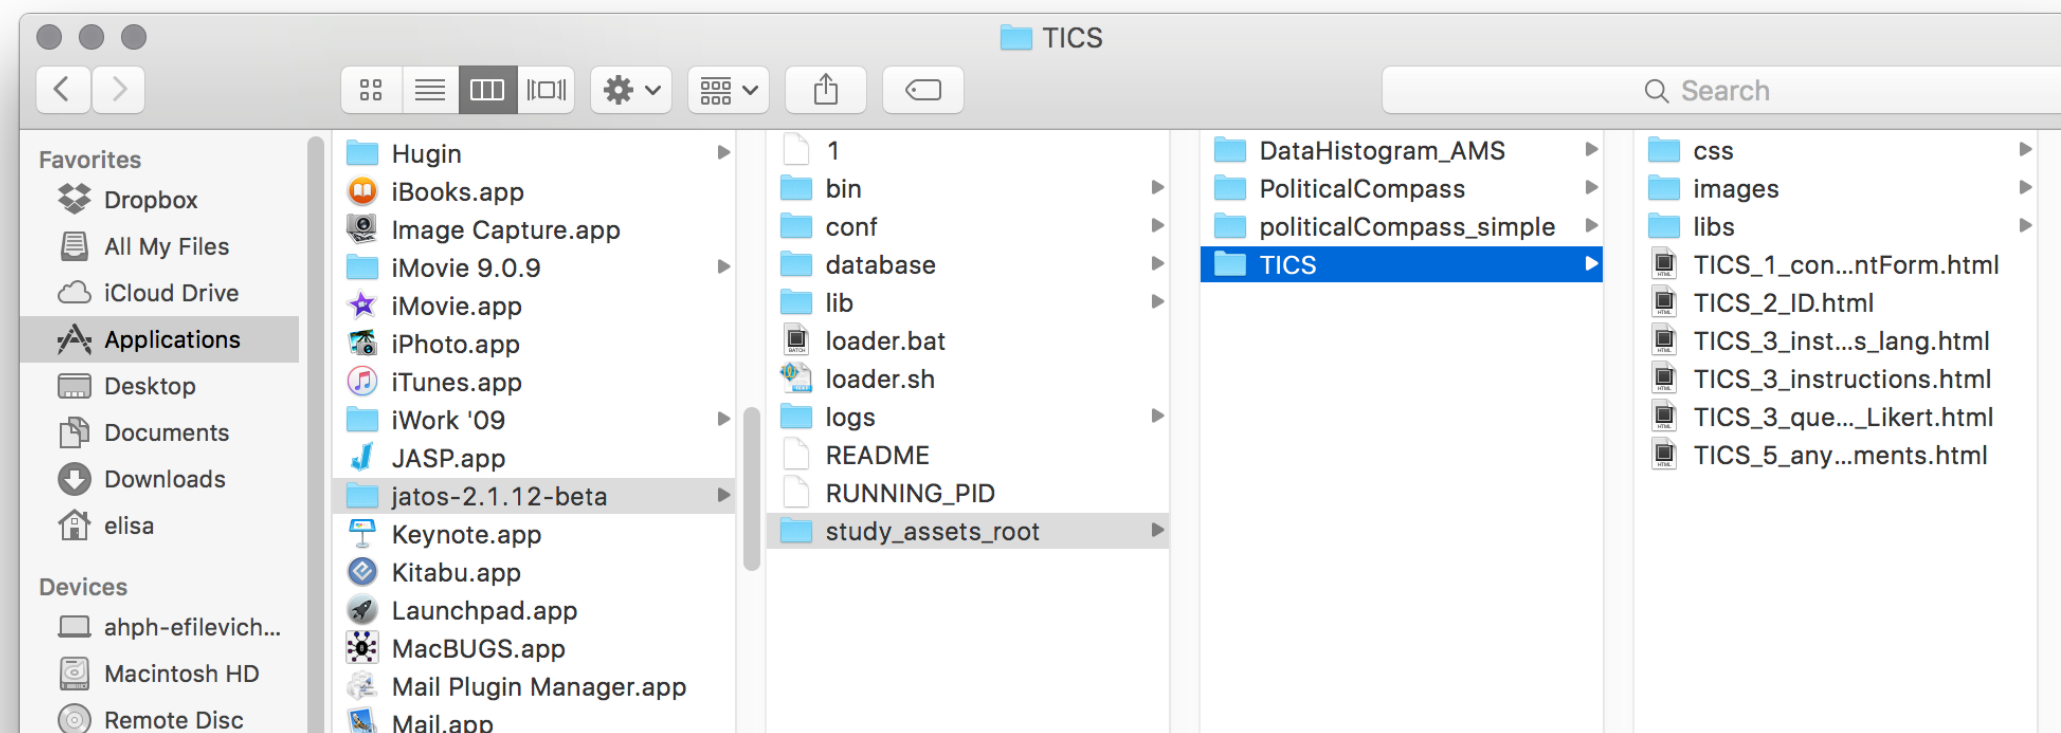 TICS
Search
Favorites
Dropbox
All My Files
iCloud Drive
Applications
Desktop
Documents
Downloads
elisa
Devices
ahph-efilevich...
Macintosh HD
Remote Disc
Hugin
iBooks.app
Image Capture.app
iMovie 9.0.9
iMovie.app
iPhoto.app
iTunes.app
iWork '09
JASP.app
jatos-2.1.12-beta
Keynote.app
Kitabu.app
Launchpad.app
MacBUGS.app
Mail Plugin Manager.app
Mail.app
1
bin
conf
database
lib
loader.bat
loader.sh
logs
README
RUNNING_PID
study_assets_root
DataHistogram_AMS
PoliticalCompass
politicalCompass_simple
TICS
css
images
libs
TICS_1_con...ntForm.html
TICS_2_ID.html
TICS_3_inst...s_lang.html
TICS_3_instructions.html
TICS_3_que..._Likert.html
TICS_5_any...ments.html